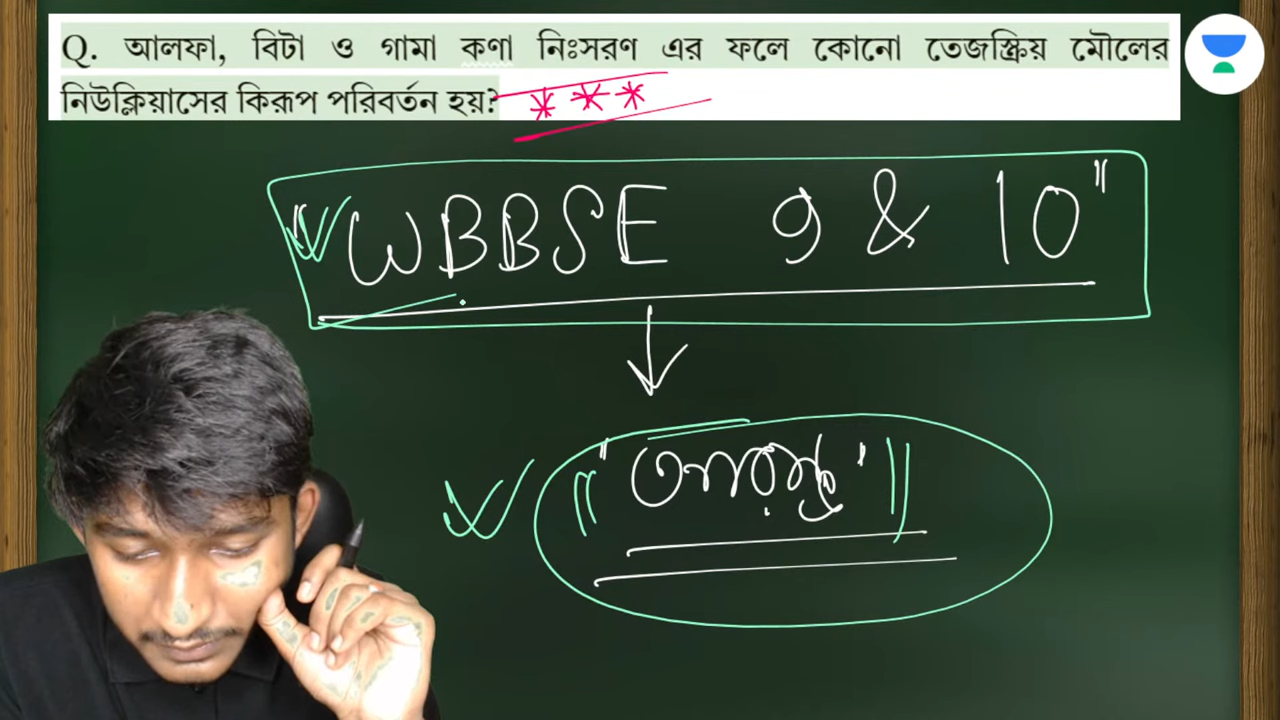 Q. আলফা, বিটা ও গামা কণা নিঃসরণ এর ফলে কোনো তেজস্ক্রিয় মৌলের
নিউক্লিয়াসের কিরূপ পরিবর্তন হয়? ***
"WBBSE 9 & 10"